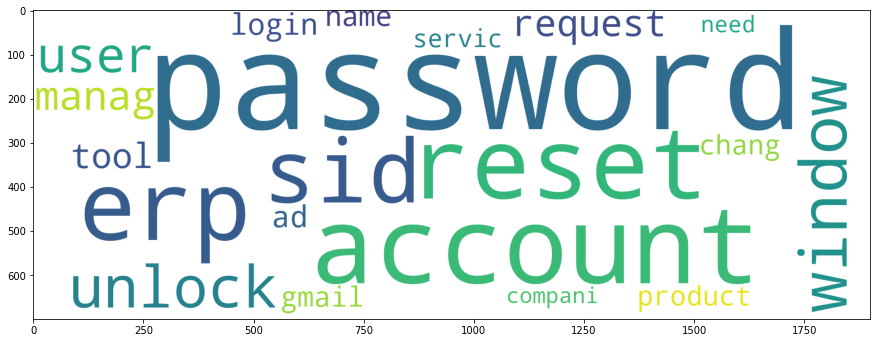 0
100
200
300
400
500
600
login name request need
user servic
manag password window
tool sid reset chang
erp ad account
unlock gmail compani product
0 250 500 750 1000 1250 1500 1750